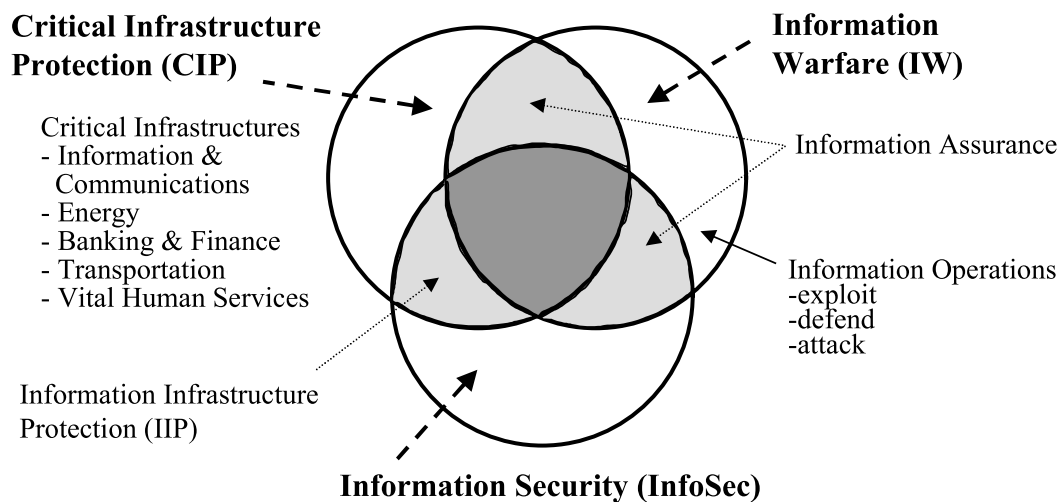 Critical Infrastructure
Protection (CIP)
Critical Infrastructures
- Information &
Communications
- Energy
- Banking & Finance
- Transportation
- Vital Human Services
Information Infrastructure
Protection (IIP)
Information Security (InfoSec)
Information
Warfare (IW)
Information Assurance
Information Operations
-exploit
-defend
-attack